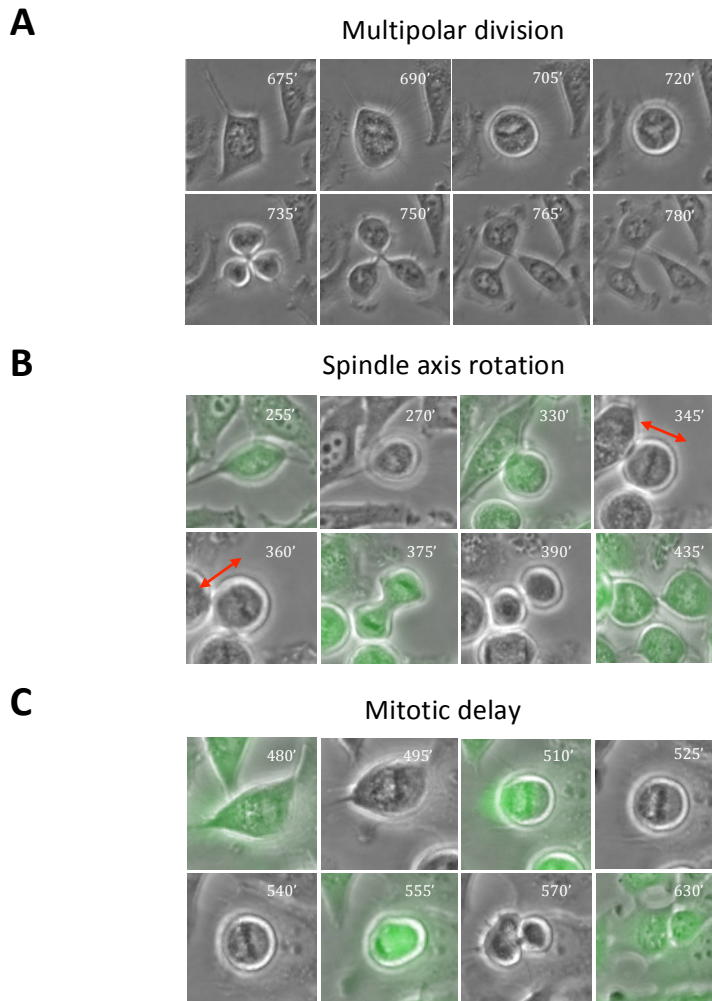 A
Multipolar division
675’ 690’ 705’ 720’
735’ 750’ 765’ 780’
B
Spindle axis rotation
255’ 270’ 330’ 345’
360’ 375’ 390’ 435’
C
Mitotic delay
480’ 495’ 510’ 525’
540’ 555’ 570’ 630’